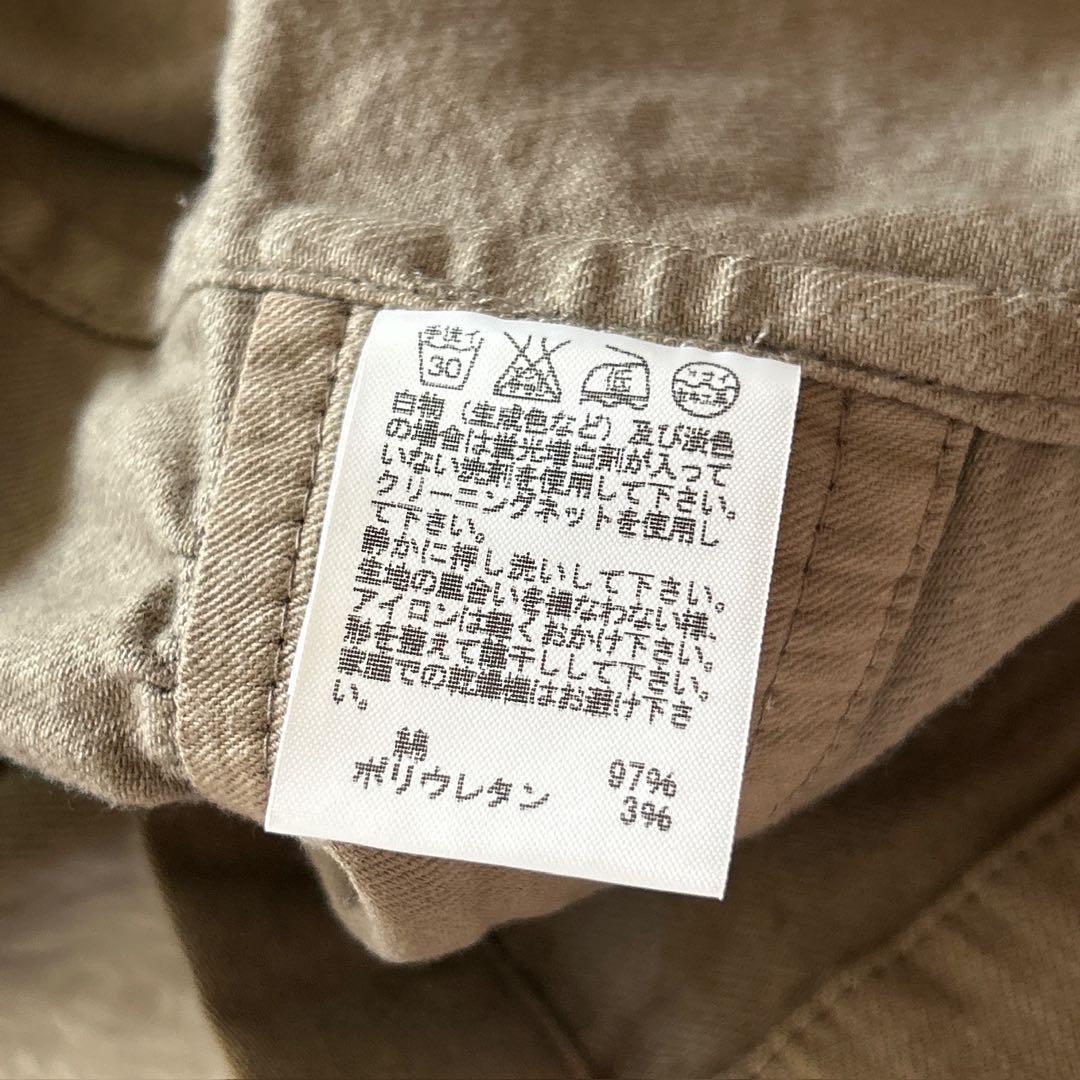 手洗イ
30
低
白物（生成色など）及び淡色
の場合は蛍光増白剤が入って
いない洗剤を使用して下さい。
クリーニングネットを使用し
て下さい。
静かに押し洗いして下さい。
生地の風合いを損なわない様、
アイロンは軽くおかけ下さい。
形を整えて陰干しして下さい。
家庭での乾燥機はお避け下さ
い。
綿 97%
ポリウレタン 3%